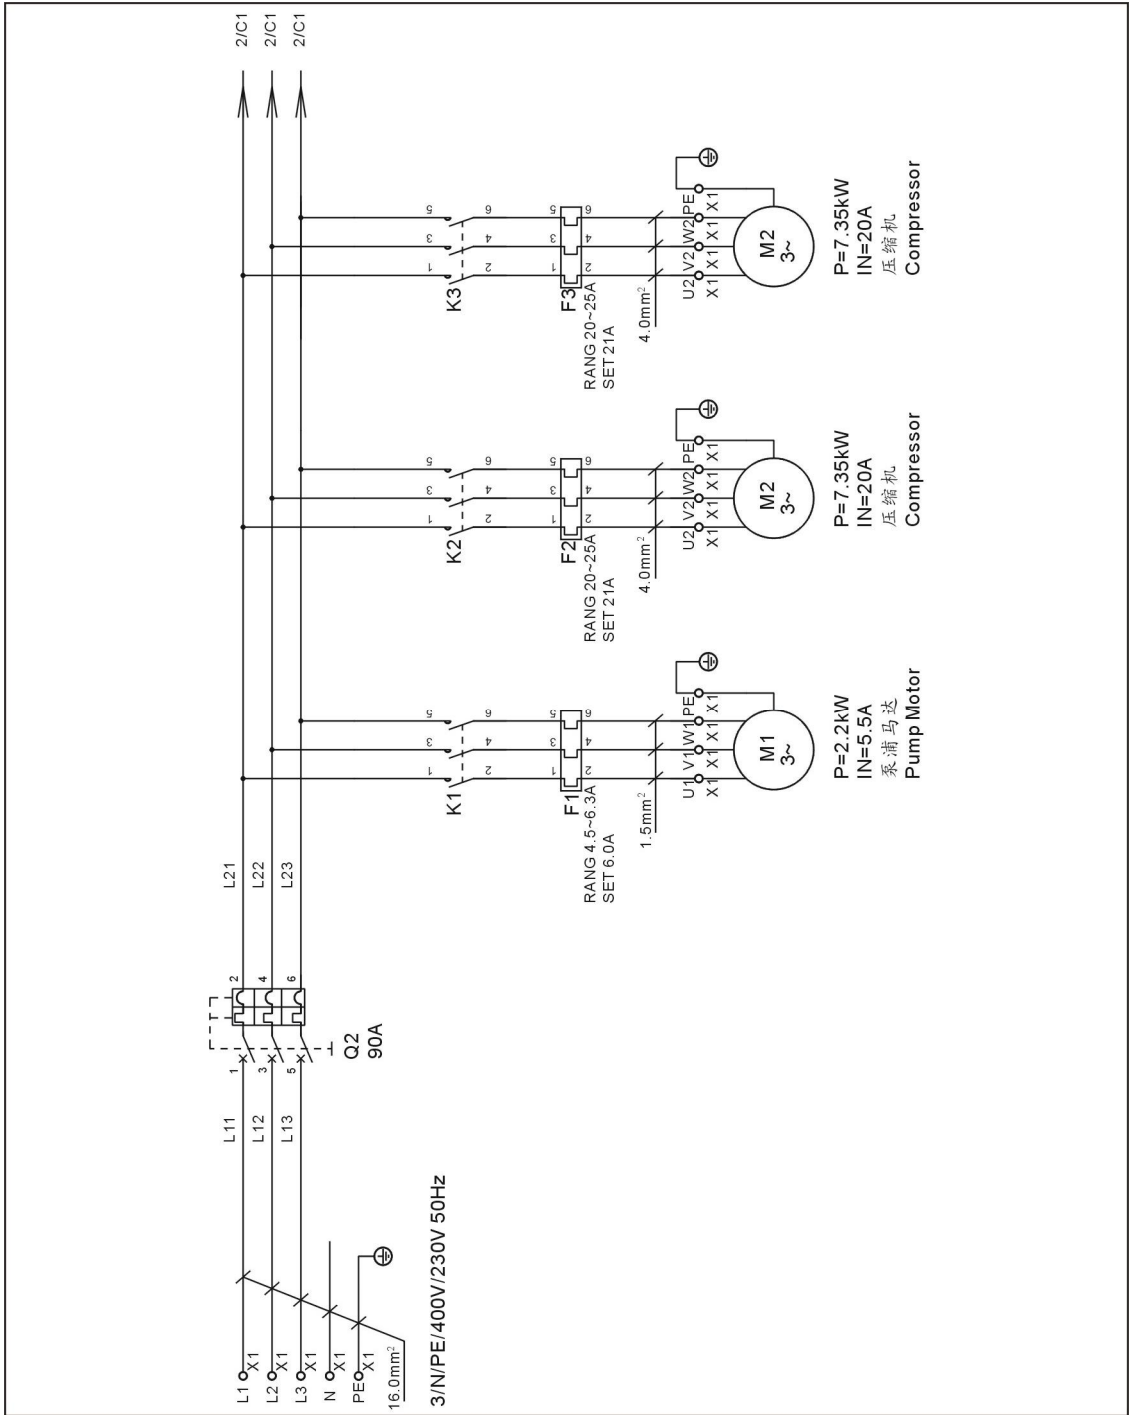 L1 X1
L2 X1
L3 X1
N X1
PE X1
16.0mm²
3/N/PE/400V/230V 50Hz
L11
L12
L13
1 2
3 4
5 6
Q2
90A
L21
L22
L23
2/C1
2/C1
2/C1
1 3 5
K1
2 4 6
1 3 5
F1
2 4 6
RANG 4.5~6.3A
SET 6.0A
1.5mm²
U1 V1 W1 PE
X1 X1 X1 X1
M1
3~
P=2.2kW
IN=5.5A
泵浦马达
Pump Motor
1 3 5
K2
2 4 6
1 3 5
F2
2 4 6
RANG 20~25A
SET 21A
4.0mm²
U2 V2 W2 PE
X1 X1 X1 X1
M2
3~
P=7.35kW
IN=20A
压缩机
Compressor
1 3 5
K3
2 4 6
1 3 5
F3
2 4 6
RANG 20~25A
SET 21A
4.0mm²
U2 V2 W2 PE
X1 X1 X1 X1
M2
3~
P=7.35kW
IN=20A
压缩机
Compressor